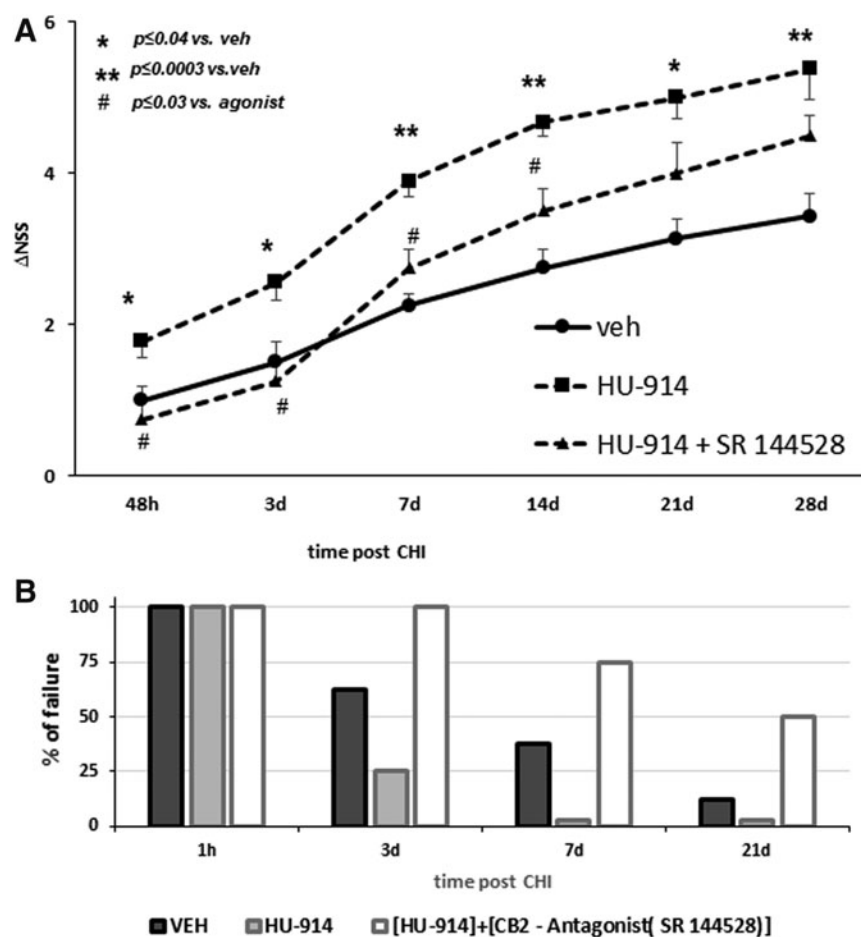 A
6
4
2
0
ΔNSS
* p≤0.04 vs. veh
** p≤0.0003 vs.veh
# p≤0.03 vs. agonist
* * ** ** * **
# # # #
veh
HU-914
HU-914 + SR 144528
48h 3d 7d 14d 21d 28d
time post CHI
B
100
75
50
25
0
% of failure
1h 3d 7d 21d
time post CHI
VEH HU-914 [HU-914]+[CB2 - Antagonist( SR 144528)]